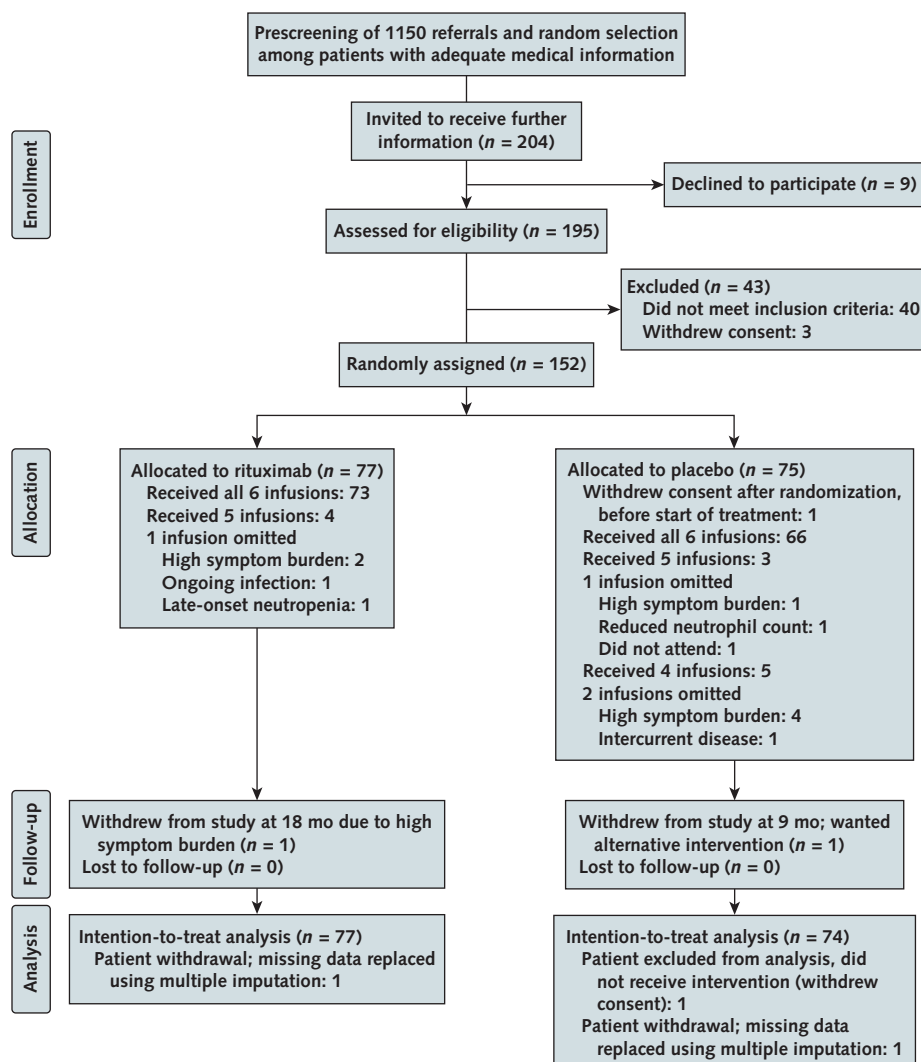 Prescreening of 1150 referrals and random selection
among patients with adequate medical information
Invited to receive further
information (n = 204)
Enrollment
Declined to participate (n = 9)
Assessed for eligibility (n = 195)
Excluded (n = 43)
Did not meet inclusion criteria: 40
Withdrew consent: 3
Randomly assigned (n = 152)
Allocation
Allocated to rituximab (n = 77)
Received all 6 infusions: 73
Received 5 infusions: 4
1 infusion omitted
High symptom burden: 2
Ongoing infection: 1
Late-onset neutropenia: 1
Allocated to placebo (n = 75)
Withdrew consent after randomization,
before start of treatment: 1
Received all 6 infusions: 66
Received 5 infusions: 3
1 infusion omitted
High symptom burden: 1
Reduced neutrophil count: 1
Did not attend: 1
Received 4 infusions: 5
2 infusions omitted
High symptom burden: 4
Intercurrent disease: 1
Follow-up
Withdrew from study at 18 mo due to high
symptom burden (n = 1)
Lost to follow-up (n = 0)
Withdrew from study at 9 mo; wanted
alternative intervention (n = 1)
Lost to follow-up (n = 0)
Analysis
Intention-to-treat analysis (n = 77)
Patient withdrawal; missing data replaced
using multiple imputation: 1
Intention-to-treat analysis (n = 74)
Patient excluded from analysis, did
not receive intervention (withdrew
consent): 1
Patient withdrawal; missing data
replaced using multiple imputation: 1